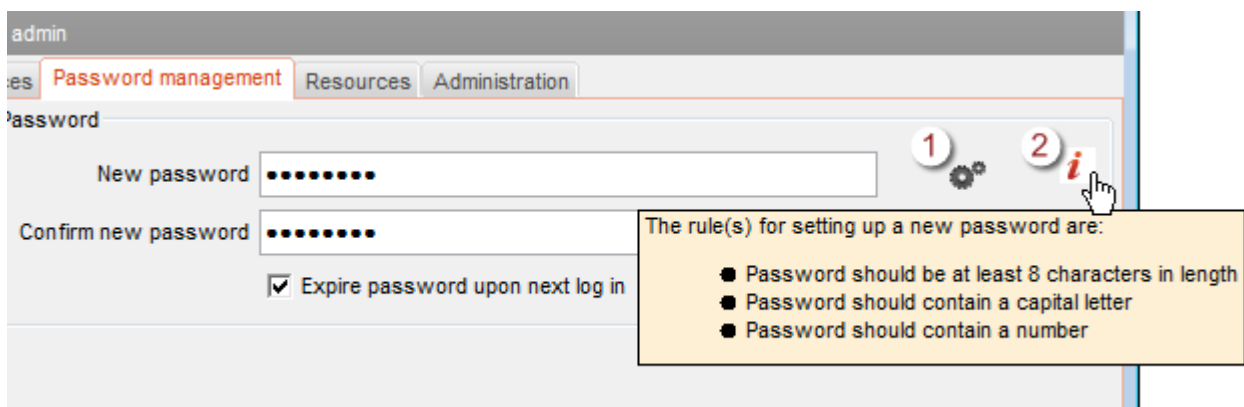 admin
es Password management Resources Administration
Password
1 2
New password ●●●●●●●● i
Confirm new password ●●●●●●●●
The rule(s) for setting up a new password are:
● Password should be at least 8 characters in length
Expire password upon next log in
● Password should contain a capital letter
● Password should contain a number